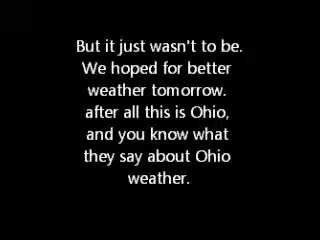 But it just wasn't to be.
We hoped for better
weather tomorrow.
after all this is Ohio,
and you know what
they say about Ohio
weather.